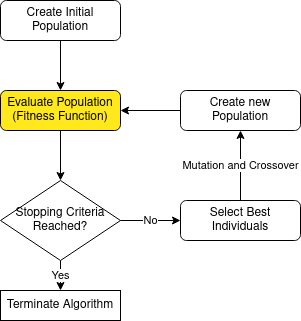 Create Initial
Population
Evaluate Population
(Fitness Function)
Create new
Population
Mutation and Crossover
Stopping Criteria
Reached?
No
Select Best
Individuals
Yes
Terminate Algorithm